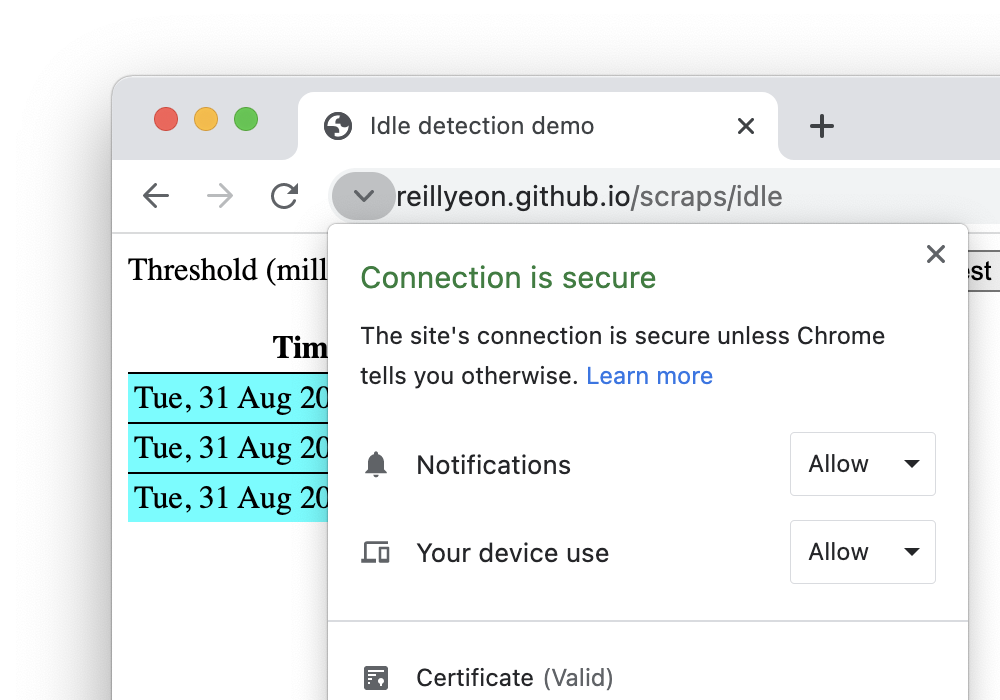 Idle detection demo
reillyeon.github.io/scraps/idle
Threshold (mill
est
Connection is secure
The site's connection is secure unless Chrome
tells you otherwise. Learn more
Tim
Tue, 31 Aug 20
Tue, 31 Aug 20
Tue, 31 Aug 20
Notifications Allow
Your device use Allow
Certificate (Valid)